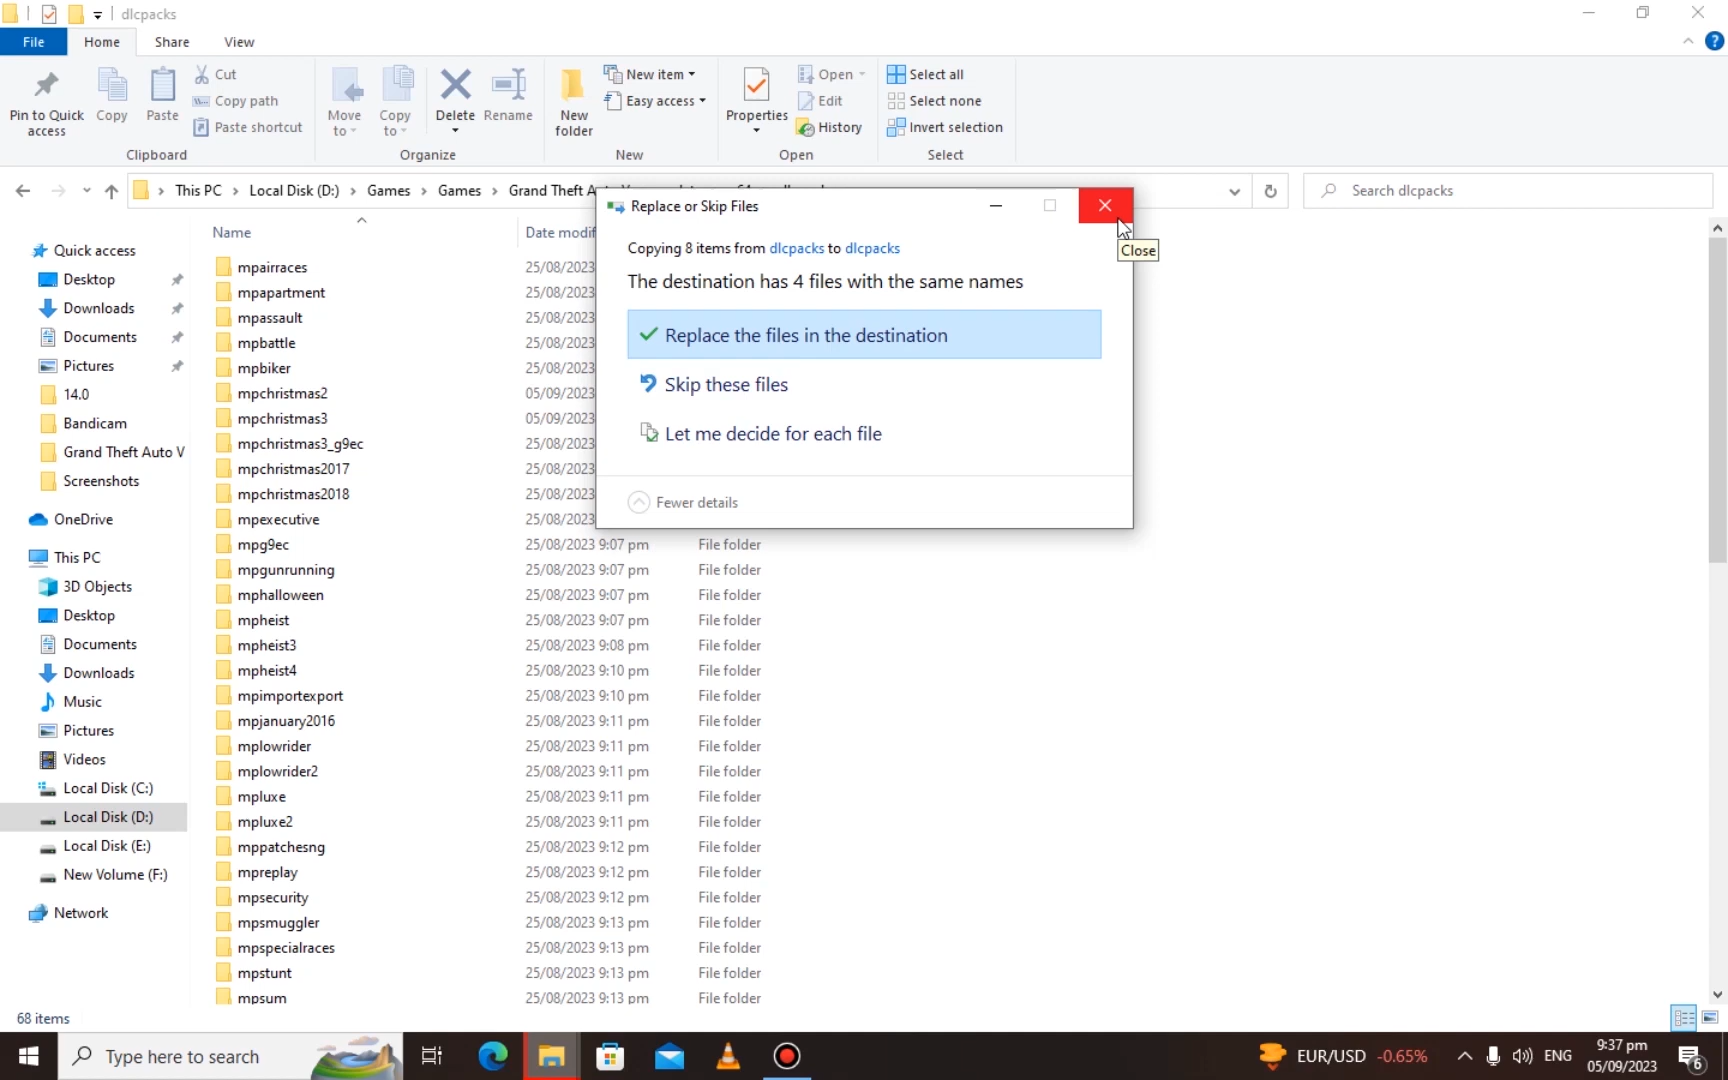 dlcpacks
File
Home
Share
View
Pin to Quick access
Copy
Paste
Cut
Copy path
Paste shortcut
Clipboard
Move to
Copy to
Delete
Rename
Organize
New folder
New item
Easy access
New
Properties
Open
Edit
History
Open
Select all
Select none
Invert selection
Select
This PC > Local Disk (D:) > Games > Games > Grand Theft
Search dlcpacks
Quick access
Desktop
Downloads
Documents
Pictures
14.0
Bandicam
Grand Theft Auto V
Screenshots
OneDrive
This PC
3D Objects
Desktop
Documents
Downloads
Music
Pictures
Videos
Local Disk (C:)
Local Disk (D:)
Local Disk (E:)
New Volume (F:)
Network
Name Date modif
mpairraces 25/08/2023
mpapartment 25/08/2023
mpassault 25/08/2023
mpbattle 25/08/2023
mpbiker 25/08/2023
mpchristmas2 05/09/2023
mpchristmas3 05/09/2023
mpchristmas3_g9ec 25/08/2023
mpchristmas2017 25/08/2023
mpchristmas2018 25/08/2023
mpexecutive 25/08/2023
mpg9ec 25/08/2023 9:07 pm File folder
mpgunrunning 25/08/2023 9:07 pm File folder
mphalloween 25/08/2023 9:07 pm File folder
mpheist 25/08/2023 9:07 pm File folder
mpheist3 25/08/2023 9:08 pm File folder
mpheist4 25/08/2023 9:10 pm File folder
mpimportexport 25/08/2023 9:10 pm File folder
mpjanuary2016 25/08/2023 9:11 pm File folder
mplowrider 25/08/2023 9:11 pm File folder
mplowrider2 25/08/2023 9:11 pm File folder
mpluxe 25/08/2023 9:11 pm File folder
mpluxe2 25/08/2023 9:11 pm File folder
mppatchesng 25/08/2023 9:12 pm File folder
mpreplay 25/08/2023 9:12 pm File folder
mpsecurity 25/08/2023 9:12 pm File folder
mpsmuggler 25/08/2023 9:13 pm File folder
mpspecialraces 25/08/2023 9:13 pm File folder
mpstunt 25/08/2023 9:13 pm File folder
mpsum 25/08/2023 9:13 pm File folder
Replace or Skip Files
Close
Copying 8 items from dlcpacks to dlcpacks
The destination has 4 files with the same names
Replace the files in the destination
Skip these files
Let me decide for each file
Fewer details
68 items
Type here to search
EUR/USD -0.65%
ENG
9:37 pm
05/09/2023
6